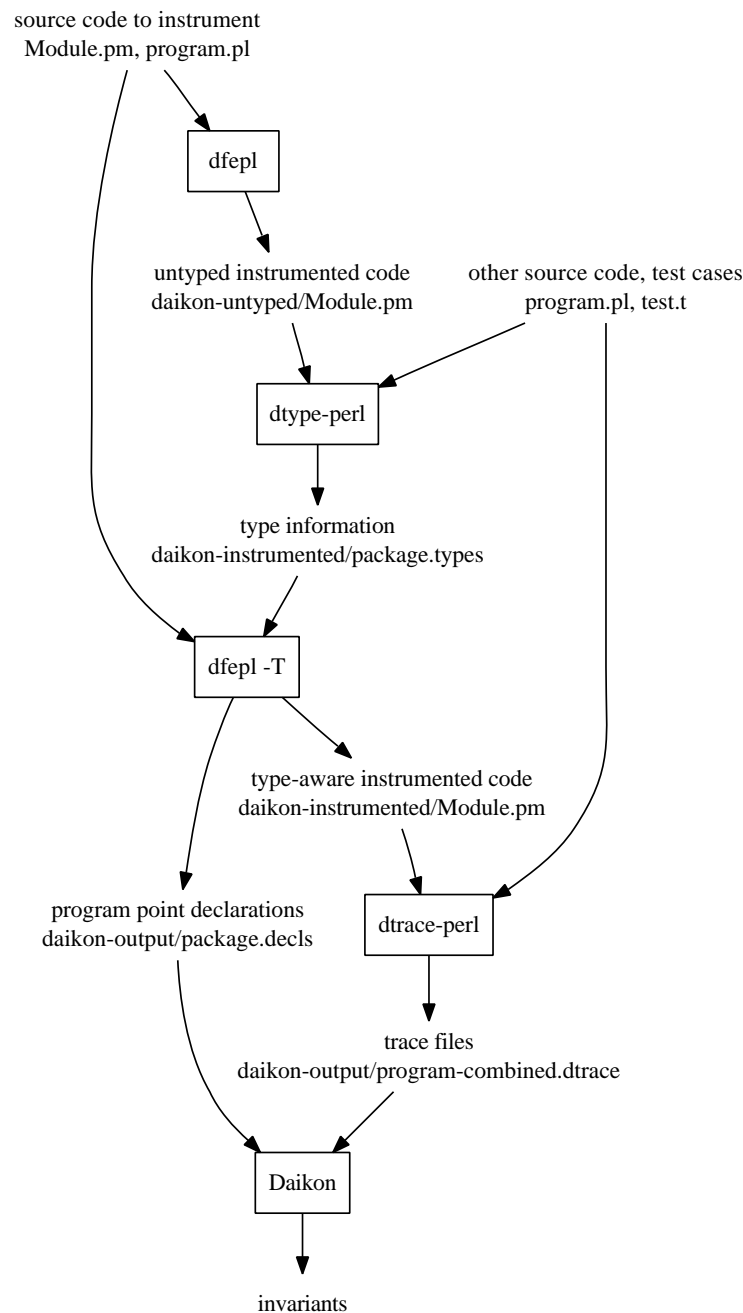 source code to instrument
Module.pm, program.pl
dfepl
untyped instrumented code
daikon-untyped/Module.pm
other source code, test cases
program.pl, test.t
dtype-perl
type information
daikon-instrumented/package.types
dfepl -T
type-aware instrumented code
daikon-instrumented/Module.pm
program point declarations
daikon-output/package.decls
dtrace-perl
trace files
daikon-output/program-combined.dtrace
Daikon
invariants